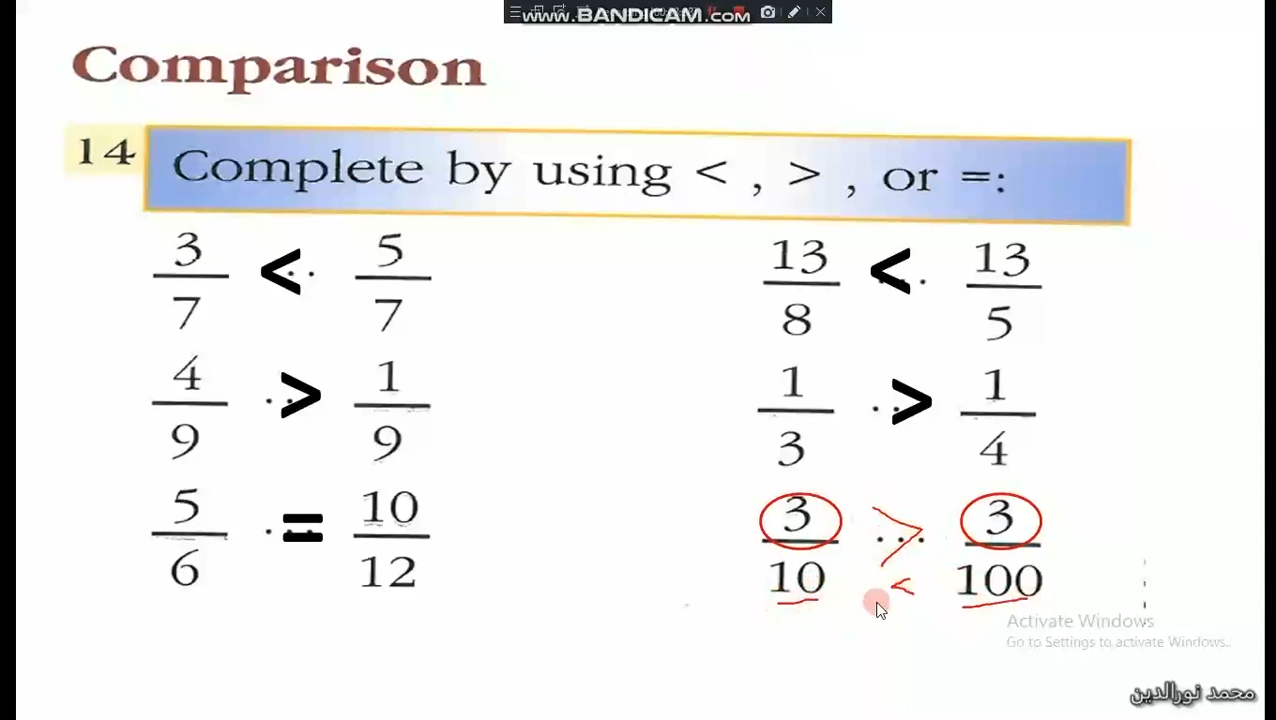 www.BANDICAM.com
Comparison
14 Complete by using < , > , or =:
3/7 < 5/7
13/8 < 13/5
4/9 > 1/9
1/3 > 1/4
5/6 = 10/12
3/10 > 3/100
<
Activate Windows
Go to Settings to activate Windows.
محمد نورالدين